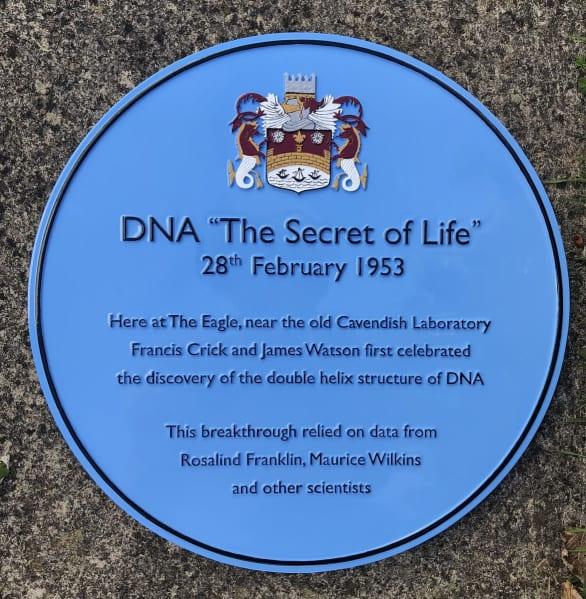 DNA “The Secret of Life”
28th February 1953
Here at The Eagle, near the old Cavendish Laboratory
Francis Crick and James Watson first celebrated
the discovery of the double helix structure of DNA
This breakthrough relied on data from
Rosalind Franklin, Maurice Wilkins
and other scientists